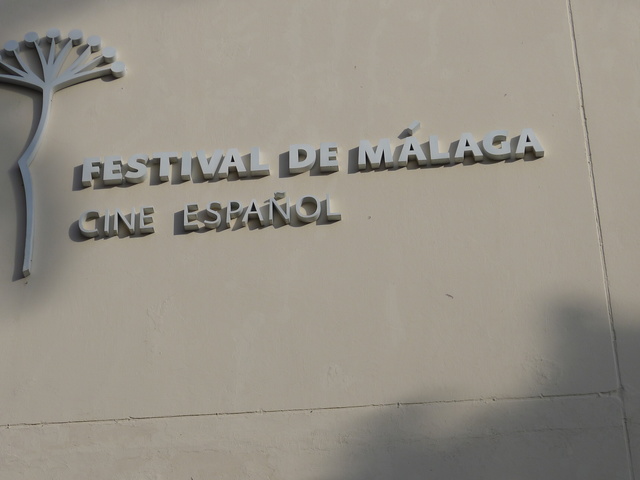 FESTIVAL DE MÁLAGA
CINE ESPAÑOL